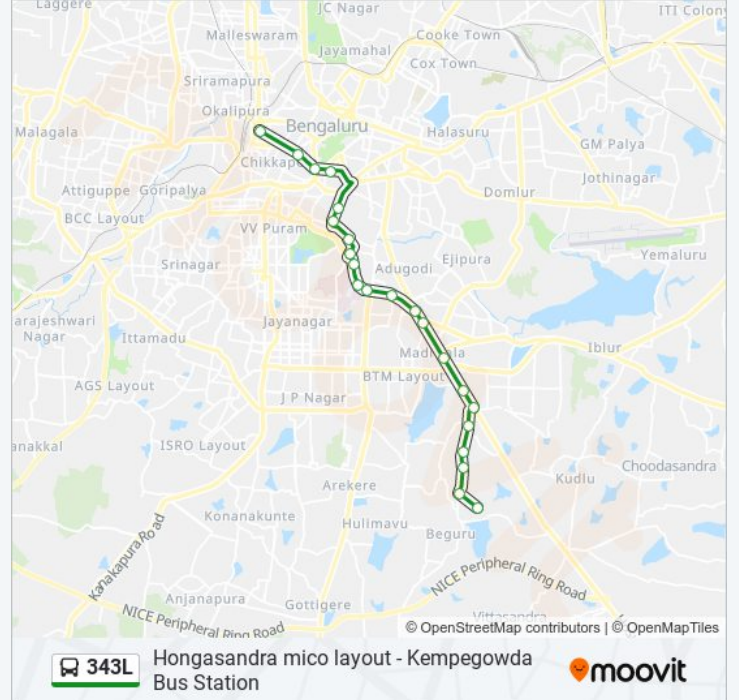 Laggere
JC Nagar
ITI Colony
Malleswaram
Cooke Town
Jayamahal
Cox Town
Sriramapura
Okalipura
Bengaluru
Malagala
Halasuru
GM Palya
Chikkape
Jothinagar
Attiguppe
Goripalya
Domlur
BCC Layout
VV Puram
Yemaluru
Ejipura
Srinagar
Adugodi
arajeshwari
Nagar
Jayanagar
Ittamadu
Iblur
BTM Layout
AGS Layout
J P Nagar
anakkal
ISRO Layout
Choodasandra
Kudlu
Arekere
Konanakunte
Hulimavu
Beguru
Kanakapura Road
NICE Peripheral Ring Road
Anjanapura
Gottigere
NICE Peripheral Ring Road
Vittasandra
© OpenStreetMap contributors | © OpenMapTiles
343L
Hongasandra mico layout - Kempegowda
Bus Station
moovit